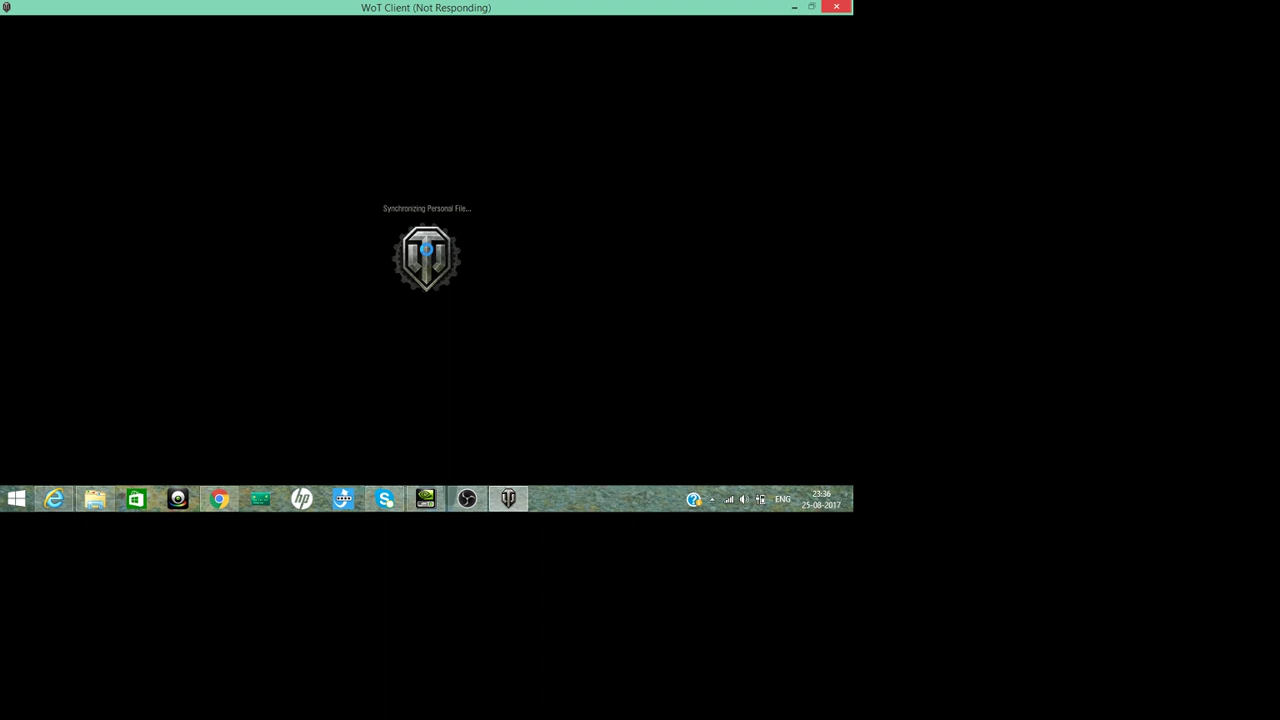 WoT Client (Not Responding)
Synchronizing Personal File...
ENG
23:36
25-08-2017